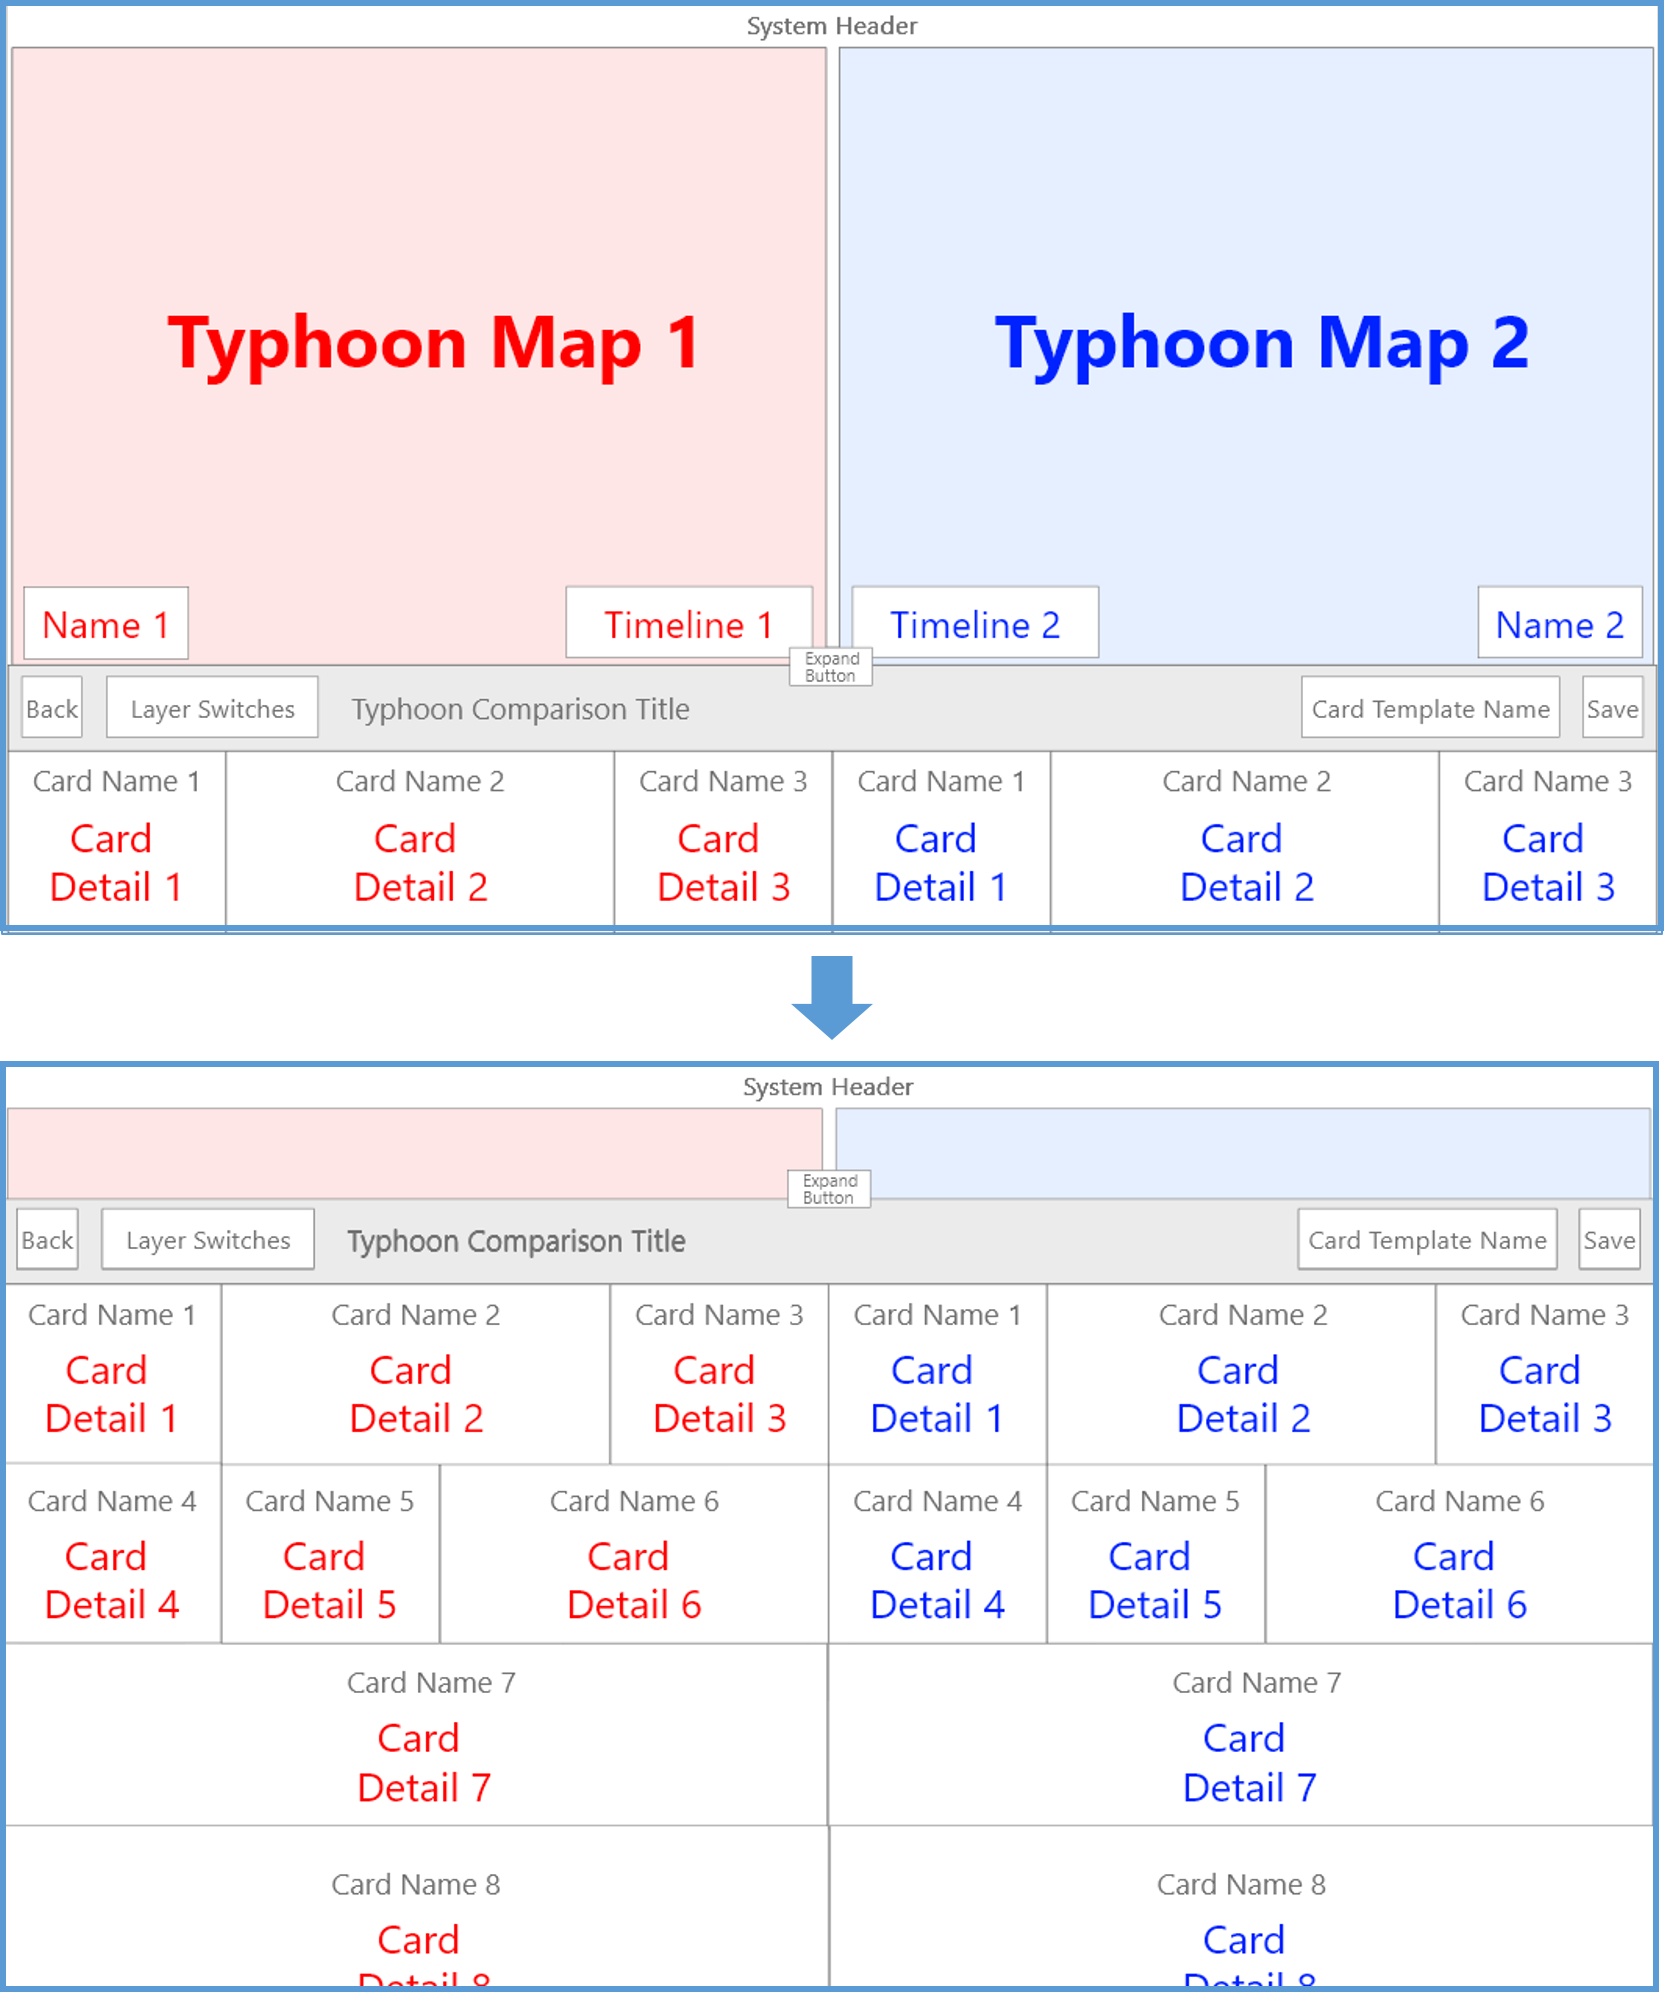 System Header
Typhoon Map 1
Typhoon Map 2
Name 1
Timeline 1
Timeline 2
Name 2
Expand
Button
Back
Layer Switches
Typhoon Comparison Title
Card Template Name
Save
Card Name 1
Card
Detail 1
Card Name 2
Card
Detail 2
Card Name 3
Card
Detail 3
Card Name 1
Card
Detail 1
Card Name 2
Card
Detail 2
Card Name 3
Card
Detail 3
System Header
Expand
Button
Back
Layer Switches
Typhoon Comparison Title
Card Template Name
Save
Card Name 1
Card
Detail 1
Card Name 2
Card
Detail 2
Card Name 3
Card
Detail 3
Card Name 1
Card
Detail 1
Card Name 2
Card
Detail 2
Card Name 3
Card
Detail 3
Card Name 4
Card
Detail 4
Card Name 5
Card
Detail 5
Card Name 6
Card
Detail 6
Card Name 4
Card
Detail 4
Card Name 5
Card
Detail 5
Card Name 6
Card
Detail 6
Card Name 7
Card
Detail 7
Card Name 7
Card
Detail 7
Card Name 8
Card
Detail 8
Card Name 8
Card
Detail 8